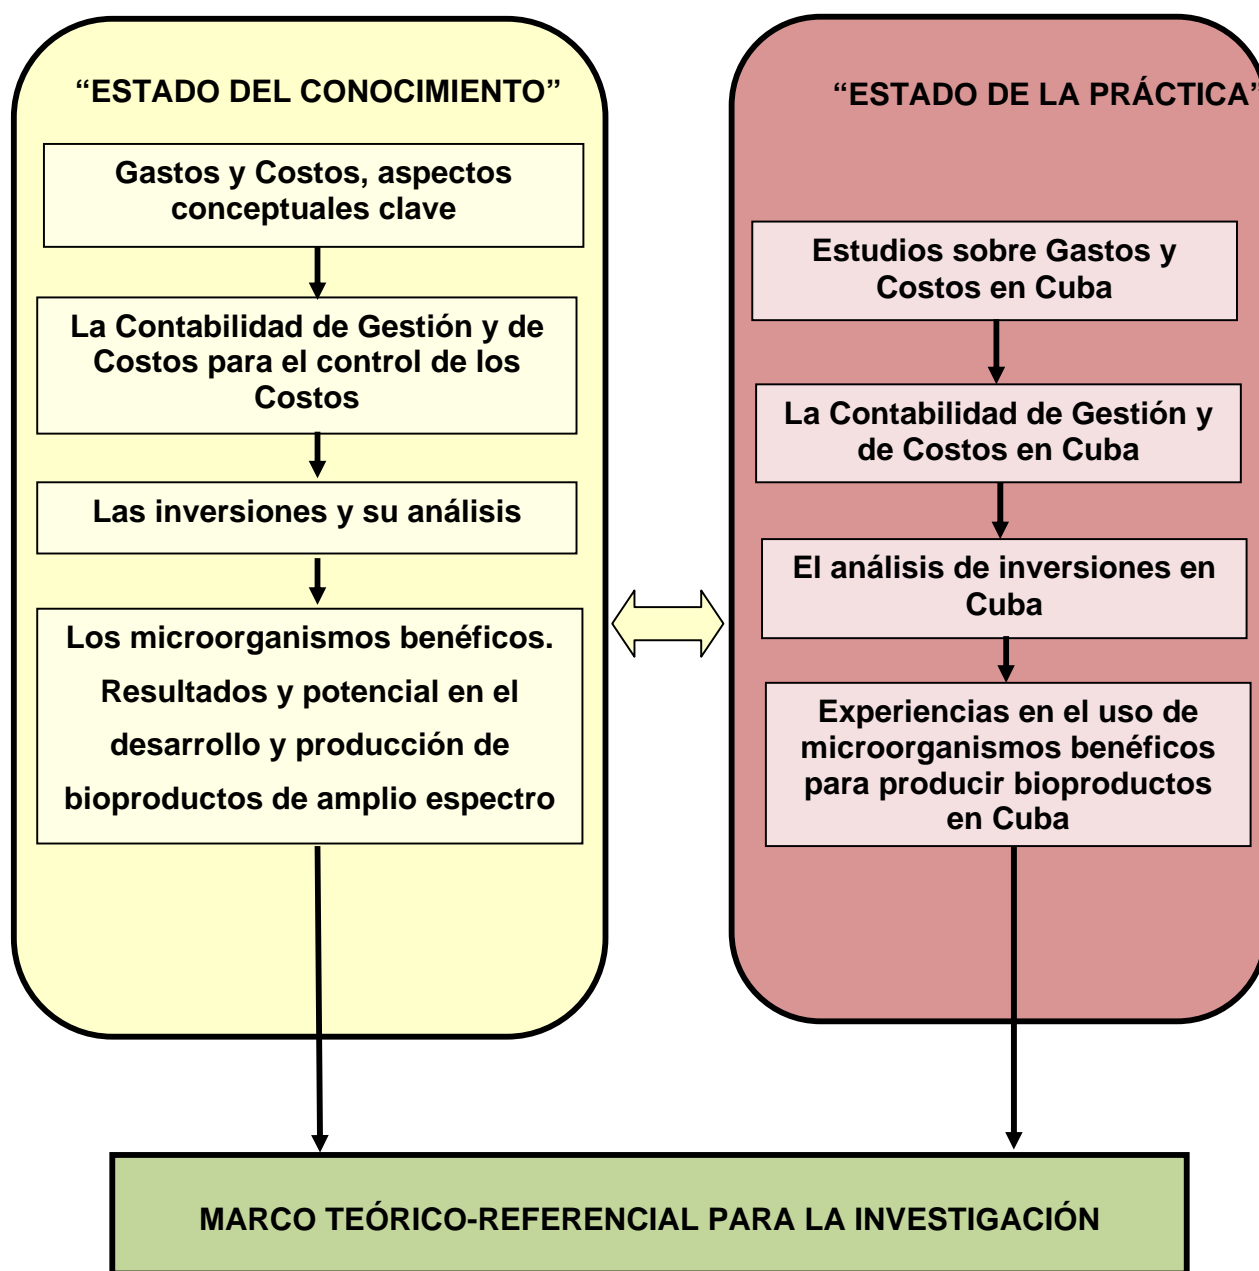 “ESTADO DEL CONOCIMIENTO”
Gastos y Costos, aspectos
conceptuales clave
La Contabilidad de Gestión y de
Costos para el control de los
Costos
Las inversiones y su análisis
Los microorganismos benéficos.
Resultados y potencial en el
desarrollo y producción de
bioproductos de amplio espectro
“ESTADO DE LA PRÁCTICA”
Estudios sobre Gastos y
Costos en Cuba
La Contabilidad de Gestión y
de Costos en Cuba
El análisis de inversiones en
Cuba
Experiencias en el uso de
microorganismos benéficos
para producir bioproductos
en Cuba
MARCO TEÓRICO-REFERENCIAL PARA LA INVESTIGACIÓN